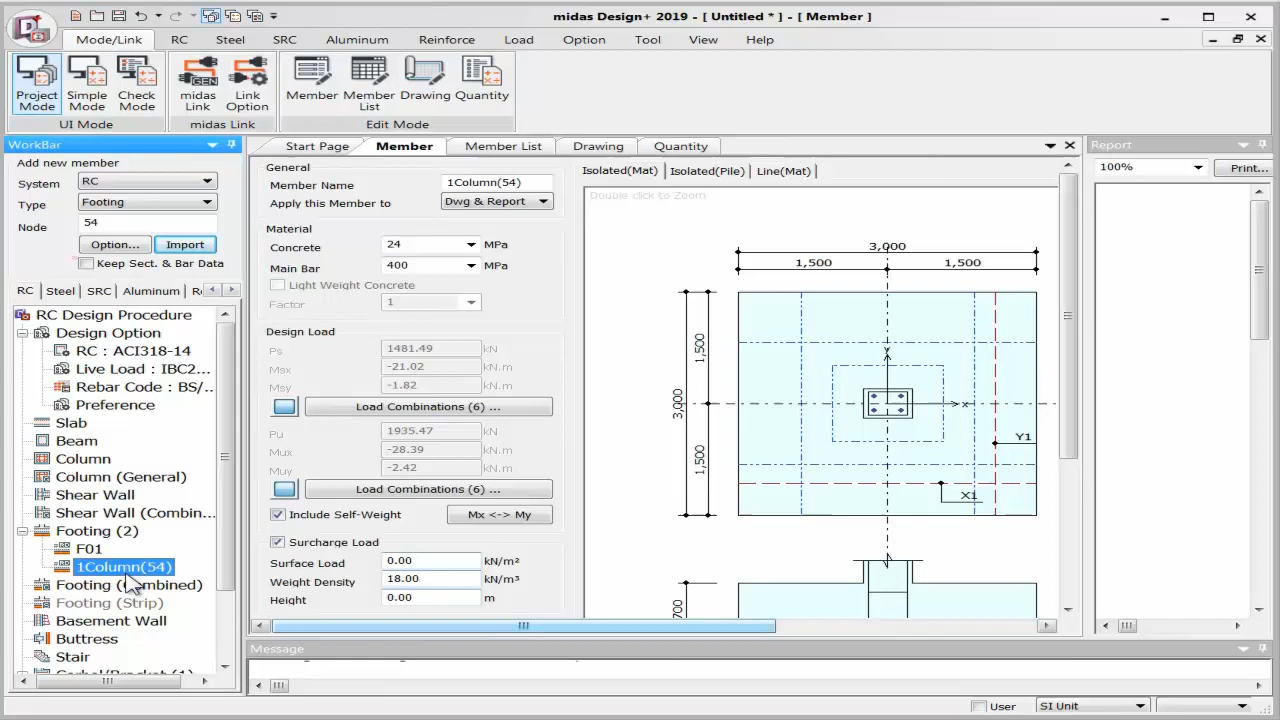 midas Design+ 2019 - [ Untitled * ] - [ Member ]
Mode/Link RC Steel SRC Aluminum Reinforce Load Option Tool View Help
Project Mode
Simple Mode
Check Mode
midas Link
Link Option
Member
Member List
Drawing
Quantity
UI Mode
midas Link
Edit Mode
WorkBar
Add new member
System RC
Type Footing
Node 54
Option... Import
Keep Sect. & Bar Data
RC Steel SRC Aluminum
RC Design Procedure
Design Option
RC : ACI318-14
Live Load : IBC2...
Rebar Code : BS/..
Preference
Slab
Beam
Column
Column (General)
Shear Wall
Shear Wall (Combin...
Footing (2)
F01
1Column(54)
Footing (Combined)
Footing (Strip)
Basement Wall
Buttress
Stair
Corbel/Bracket (1)
Start Page Member Member List Drawing Quantity
General
Member Name 1Column(54)
Apply this Member to Dwg & Report
Material
Concrete 24 MPa
Main Bar 400 MPa
Light Weight Concrete
Factor 1
Design Load
Ps 1481.49 kN
Msx -21.02 kN.m
Msy -1.82 kN.m
Load Combinations (6) ...
Pu 1935.47 kN
Mux -28.39 kN.m
Muy -2.42 kN.m
Load Combinations (6) ...
Include Self-Weight Mx <-> My
Surcharge Load
Surface Load 0.00 kN/m²
Weight Density 18.00 kN/m³
Height 0.00 m
Isolated(Mat) Isolated(Pile) Line(Mat)
Double click to Zoom
3,000
1,500 1,500
1,500
3,000
1,500
Y
x
Y1
X1
700
Report
100% Print...
Message
User SI Unit